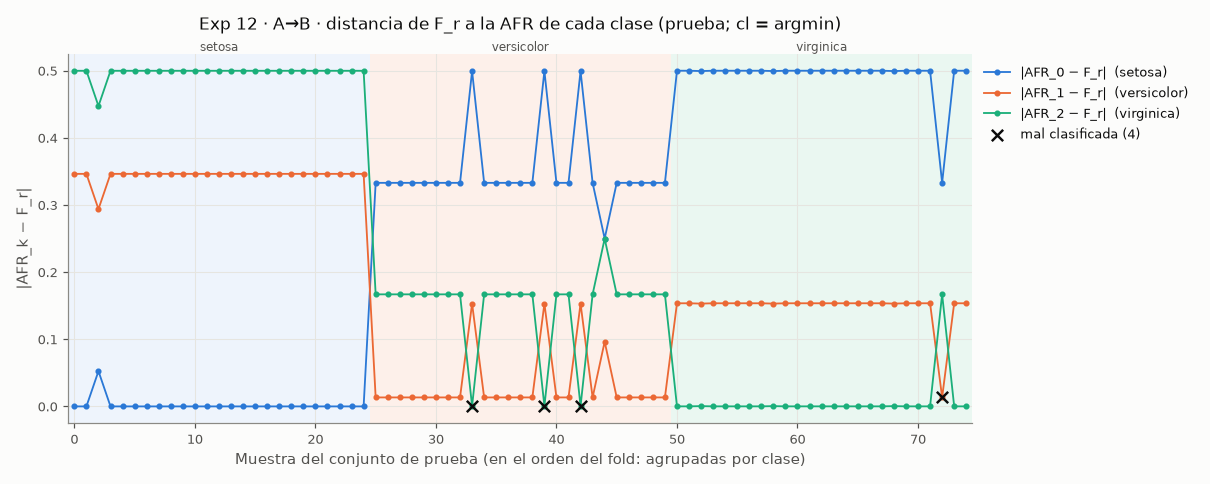 Exp 12 · A→B · distancia de F_r a la AFR de cada clase (prueba; cl = argmin)
setosa
versicolor
virginica
|AFR_0 − F_r| (setosa)
|AFR_1 − F_r| (versicolor)
|AFR_2 − F_r| (virginica)
mal clasificada (4)
|AFR_k − F_r|
0.5
0.4
0.3
0.2
0.1
0.0
0 10 20 30 40 50 60 70
Muestra del conjunto de prueba (en el orden del fold: agrupadas por clase)